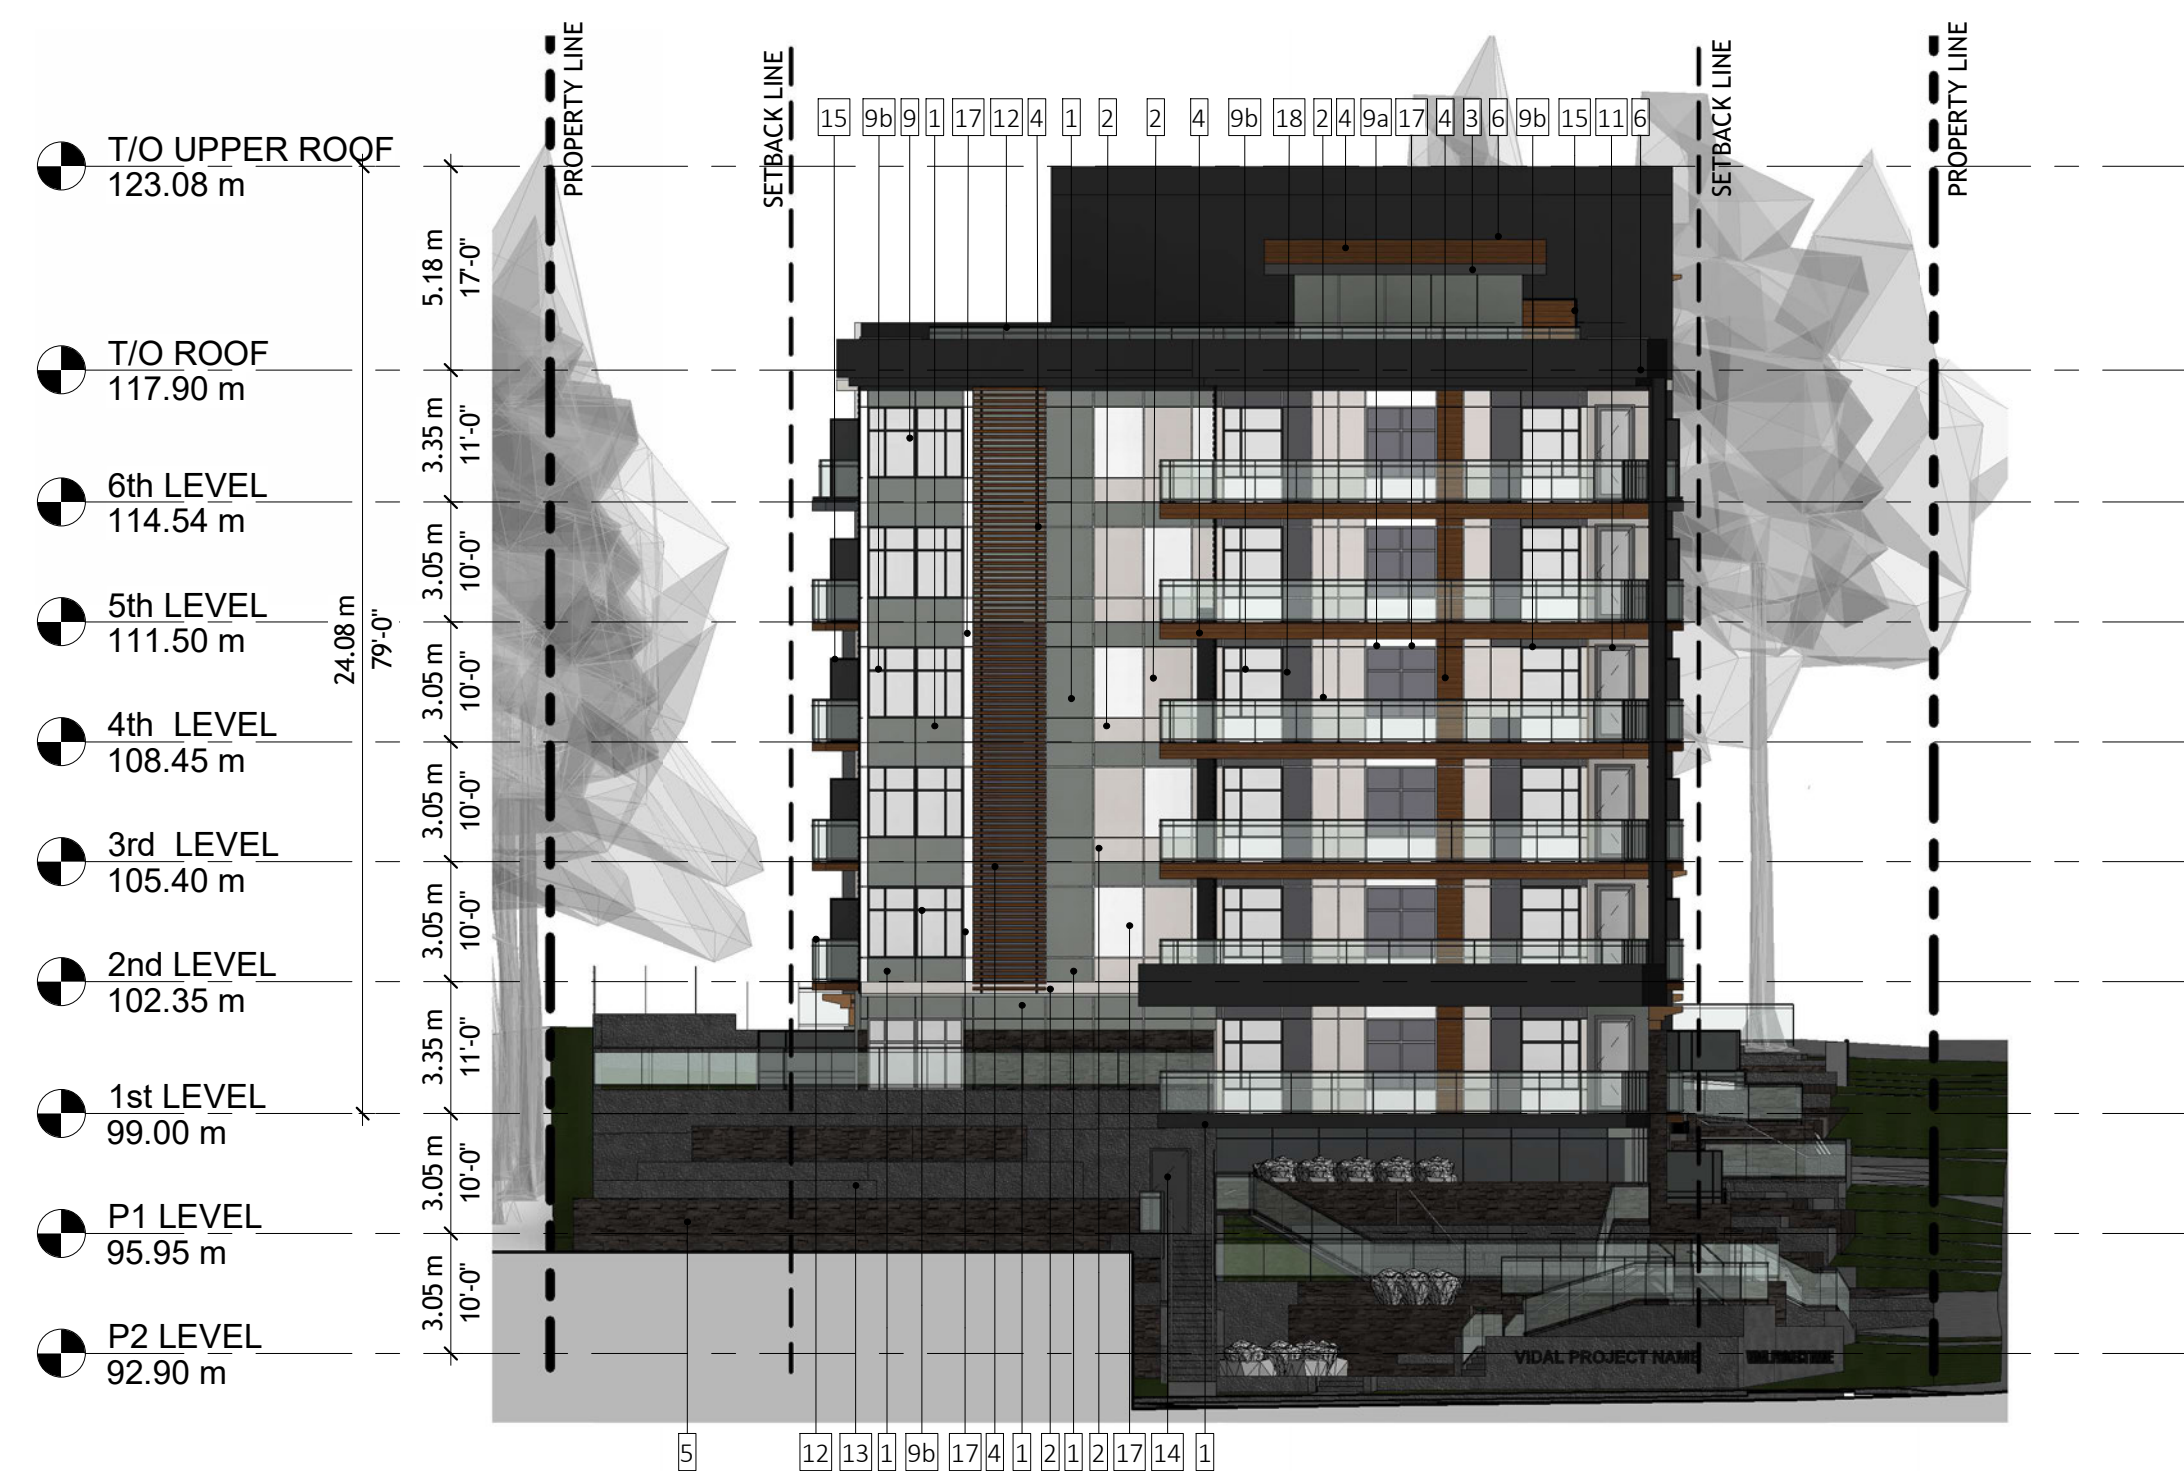 PROPERTY LINE
SETBACK LINE
SETBACK LINE
PROPERTY LINE
15 9b 9 1 17 12 4 1 2 2 4 9b 18 2 4 9a 17 4 3 6 9b 15 11 6
T/O UPPER ROOF
123.08 m
5.18 m
17'-0"
T/O ROOF
117.90 m
3.35 m
11'-0"
6th LEVEL
114.54 m
3.05 m
10'-0"
5th LEVEL
111.50 m
24.08 m
79'-0"
3.05 m
10'-0"
4th LEVEL
108.45 m
3.05 m
10'-0"
3rd LEVEL
105.40 m
3.05 m
10'-0"
2nd LEVEL
102.35 m
3.35 m
11'-0"
1st LEVEL
99.00 m
3.05 m
10'-0"
P1 LEVEL
95.95 m
3.05 m
10'-0"
P2 LEVEL
92.90 m
VIDAL PROJECT NAME
5 12 13 1 9b 17 4 1 2 1 2 17 14 1